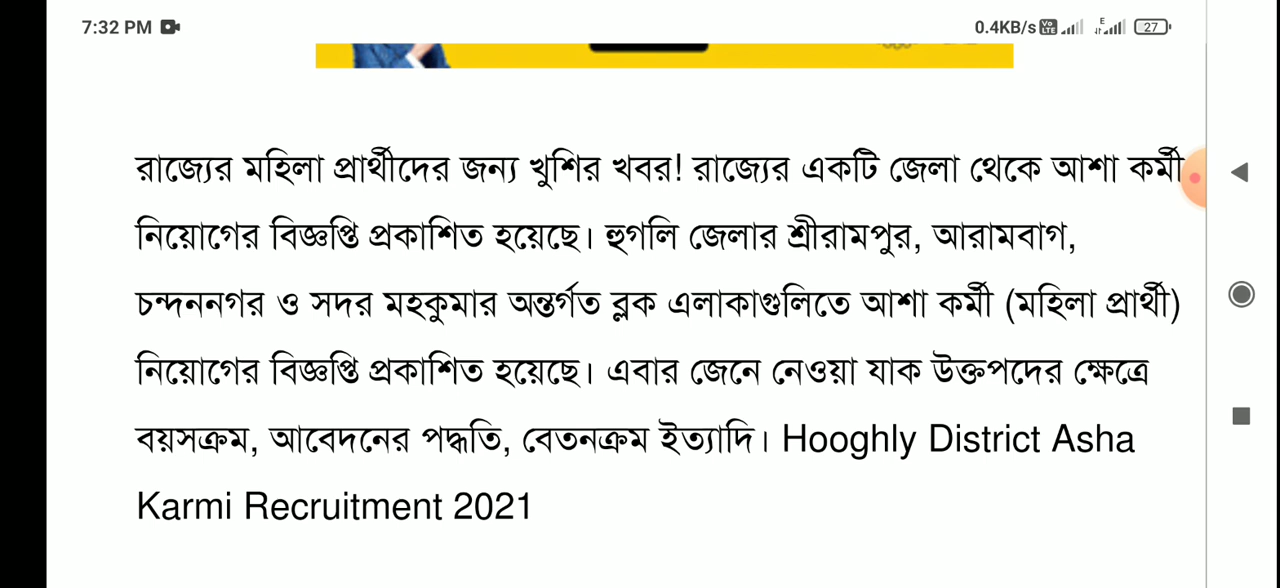 7:32 PM 0.4KB/s Vo LTE E 27
রাজ্যের মহিলা প্রার্থীদের জন্য খুশির খবর! রাজ্যের একটি জেলা থেকে আশা কর্মী
নিয়োগের বিজ্ঞপ্তি প্রকাশিত হয়েছে। হুগলি জেলার শ্রীরামপুর, আরামবাগ,
চন্দননগর ও সদর মহকুমার অন্তর্গত ব্লক এলাকাগুলিতে আশা কর্মী (মহিলা প্রার্থী)
নিয়োগের বিজ্ঞপ্তি প্রকাশিত হয়েছে। এবার জেনে নেওয়া যাক উক্তপদের ক্ষেত্রে
বয়সক্রম, আবেদনের পদ্ধতি, বেতনক্রম ইত্যাদি। Hooghly District Asha
Karmi Recruitment 2021